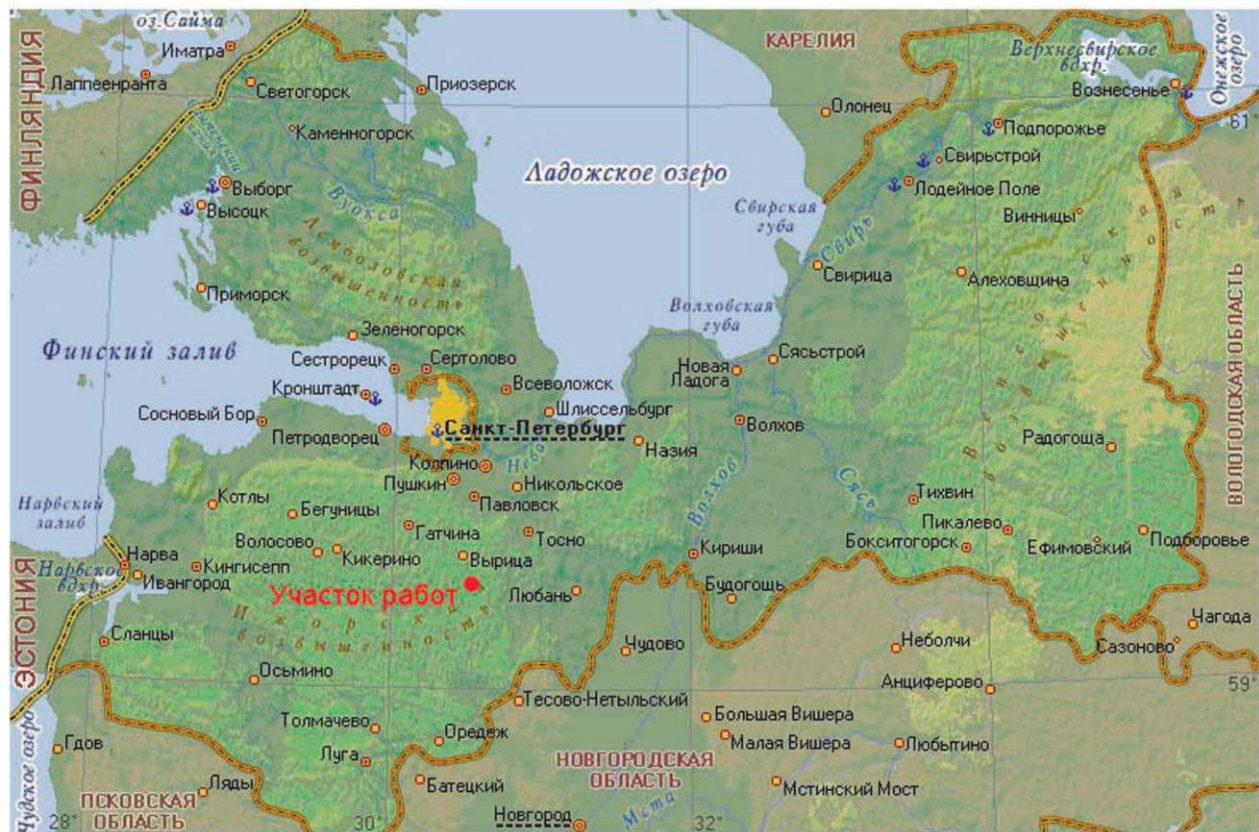 оз.Сайма
Иматра
Лаппеенранта
ФИНЛЯНДИЯ
Светогорск
Каменногорск
Приозерск
КАРЕЛИЯ
Олонец
Верхнесвирское
вдхр.
Вознесенье
Онежское
озеро
61°
Подпорожье
Свирьстрой
Лодейное Поле
Винницы
Выборг
Высоцк
Вуокса
Ладожское озеро
Свирская
губа
Свирь
Свирица
Алеховщина
Лемболовская
возвышенность
Приморск
Зеленогорск
Волховская
губа
Вепсовская
возвышенность
ВОЛОГОДСКАЯ ОБЛАСТЬ
Финский залив
Сестрорецк
Сертолово
Новая
Ладога
Сясьстрой
Кронштадт
Всеволожск
Шлиссельбург
Сосновый Бор
Петродворец
Санкт-Петербург
Назия
Волхов
Радогоща
Колпино
Нева
Пушкин
Никольское
Павловск
Волхов
Сясь
Тихвин
Нарвский
залив
Котлы
Бегуницы
Гатчина
Тосно
Пикалево
Волосово
Кикерино
Вырица
Кириши
Бокситогорск
Ефимовский
Подборовье
Нарва
Нарвское
вдхр.
Ивангород
Кингисепп
Участок работ
Любань
Будогощь
Ижорская
возвышенность
ЭСТОНИЯ
Сланцы
Чудово
Неболчи
Чагода
Сазоново
Осьмино
Тесово-Нетыльский
Анциферово
59°
Толмачево
Большая Вишера
Гдов
Луга
Оредеж
Малая Вишера
Любытино
Чудское озеро
Ляды
Батецкий
НОВГОРОДСКАЯ
ОБЛАСТЬ
Мстинский Мост
ПСКОВСКАЯ
ОБЛАСТЬ
Новгород
Мста
28°
30°
32°